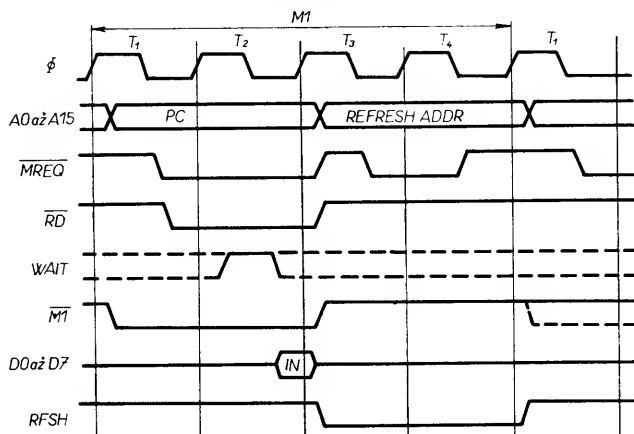 M1
T1 T2 T3 T4 T1
ϕ
A0 až A15 PC REFRESH ADDR
MREQ
RD
WAIT
M1
D0 až D7 IN
RFSH